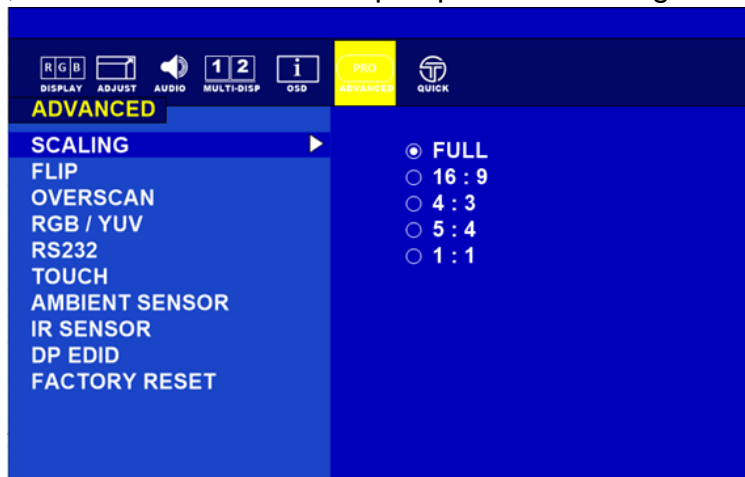 R G B 1 2 i PRO
DISPLAY ADJUST AUDIO MULTI-DISP OSD ADVANCED QUICK
ADVANCED
SCALING
FLIP
OVERSCAN
RGB / YUV
RS232
TOUCH
AMBIENT SENSOR
IR SENSOR
DP EDID
FACTORY RESET
FULL
16 : 9
4 : 3
5 : 4
1 : 1